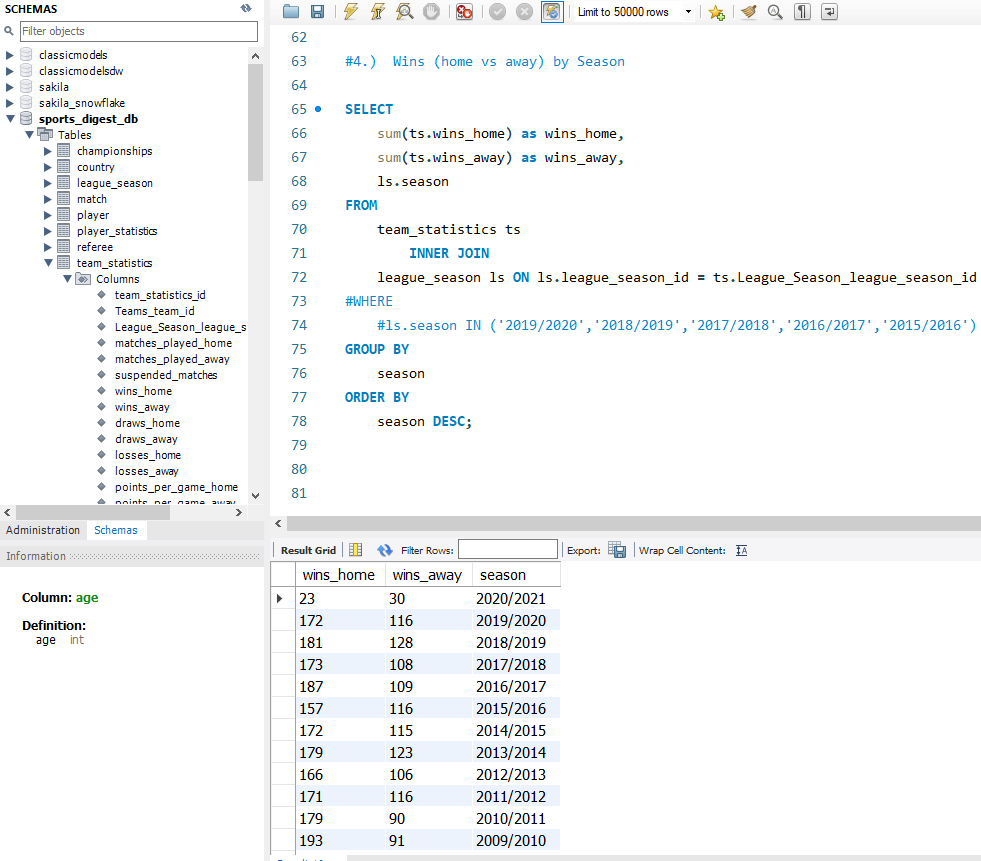 SCHEMAS
Filter objects
classicmodels
classicmodelsdw
sakila
sakila_snowflake
sports_digest_db
Tables
championships
country
league_season
match
player
player_statistics
referee
team_statistics
Columns
team_statistics_id
Teams_team_id
League_Season_league_s
matches_played_home
matches_played_away
suspended_matches
wins_home
wins_away
draws_home
draws_away
losses_home
losses_away
points_per_game_home
points_per_game_away
Administration Schemas
Information
Column: age
Definition:
age int
Limit to 50000 rows
62
63 #4.)  Wins (home vs away) by Season
64
65 SELECT
66 sum(ts.wins_home) as wins_home,
67 sum(ts.wins_away) as wins_away,
68 ls.season
69 FROM
70 team_statistics ts
71 INNER JOIN
72 league_season ls ON ls.league_season_id = ts.League_Season_league_season_id
73 #WHERE
74 #ls.season IN ('2019/2020','2018/2019','2017/2018','2016/2017','2015/2016')
75 GROUP BY
76 season
77 ORDER BY
78 season DESC;
79
80
81
Result Grid Filter Rows: Export: Wrap Cell Content: IA
wins_home wins_away season
23 30 2020/2021
172 116 2019/2020
181 128 2018/2019
173 108 2017/2018
187 109 2016/2017
157 116 2015/2016
172 115 2014/2015
179 123 2013/2014
166 106 2012/2013
171 116 2011/2012
179 90 2010/2011
193 91 2009/2010